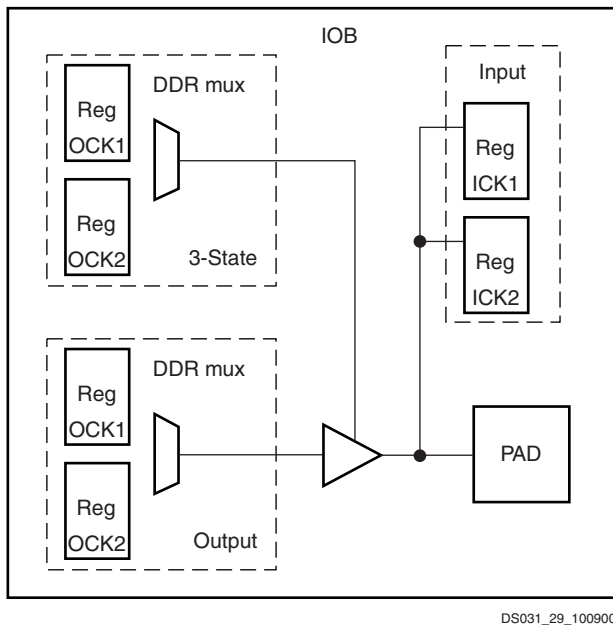 IOB
DDR mux
Reg
OCK1
Reg
OCK2
3-State
Input
Reg
ICK1
Reg
ICK2
DDR mux
Reg
OCK1
Reg
OCK2
Output
PAD
DS031_29_100900